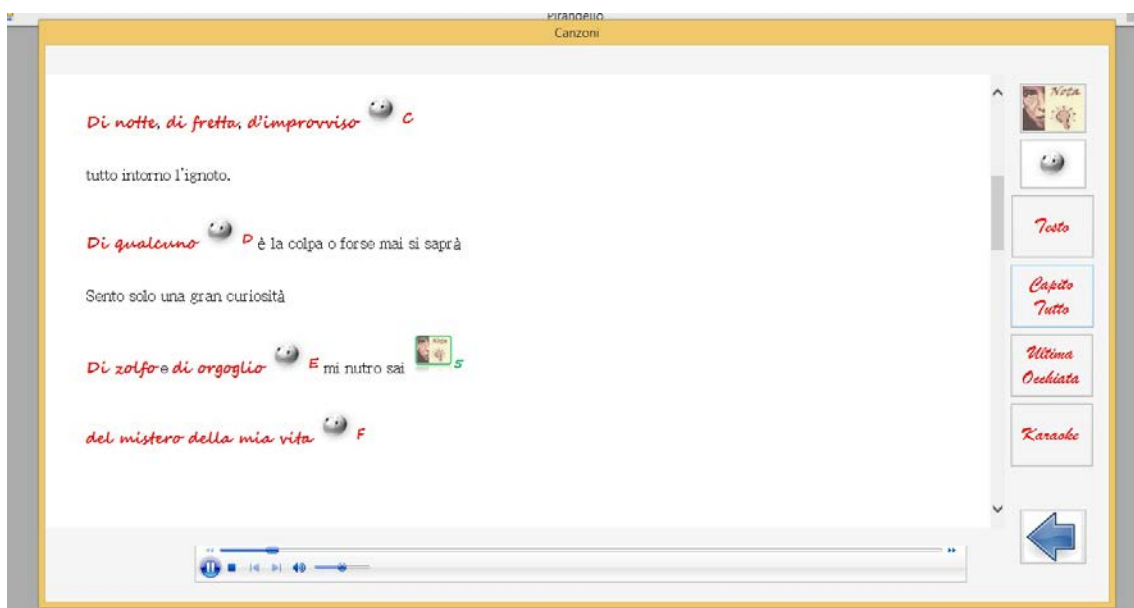 Pirandello
Canzoni
Di notte, di fretta, d'improvviso C
tutto intorno l'ignoto.
Di qualcuno D è la colpa o forse mai si saprà
Sento solo una gran curiosità
Di zolfo e di orgoglio E mi nutro sai Nota 5
del mistero della mia vita F
Nota
Testo
Capito
Tutto
Ultima
Occhiata
Karaoke